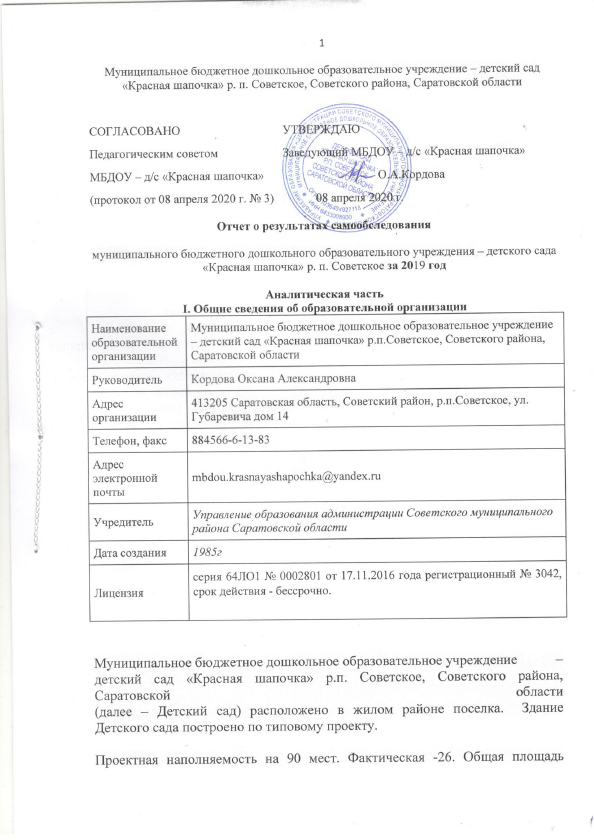 1
Муниципальное бюджетное дошкольное образовательное учреждение – детский сад
«Красная шапочка» р. п. Советское, Советского района, Саратовской области
СОГЛАСОВАНО УТВЕРЖДАЮ
Педагогическим советом Заведующий МБДОУ – д/с «Красная шапочка»
МБДОУ – д/с «Красная шапочка» О.А.Кордова
(протокол от 08 апреля 2020 г. № 3) 08 апреля 2020 г.
Отчет о результатах самообследования
муниципального бюджетного дошкольного образовательного учреждения – детского сада
«Красная шапочка» р. п. Советское за 2019 год
Аналитическая часть
I. Общие сведения об образовательной организации
Наименование Муниципальное бюджетное дошкольное образовательное учреждение
образовательной – детский сад «Красная шапочка» р.п.Советское, Советского района,
организации Саратовской области
Руководитель Кордова Оксана Александровна
Адрес 413205 Саратовская область, Советский район, р.п.Советское, ул.
организации Губаревича дом 14
Телефон, факс 884566-6-13-83
Адрес
электронной mbdou.krasnayashapochka@yandex.ru
почты
Учредитель Управление образования администрации Советского муниципального
района Саратовской области
Дата создания 1985г
Лицензия серия 64ЛО1 № 0002801 от 17.11.2016 года регистрационный № 3042,
срок действия - бессрочно.
Муниципальное бюджетное дошкольное образовательное учреждение –
детский сад «Красная шапочка» р.п. Советское, Советского района,
Саратовской области
(далее – Детский сад) расположено в жилом районе поселка. Здание
Детского сада построено по типовому проекту.
Проектная наполняемость на 90 мест. Фактическая -26. Общая площадь